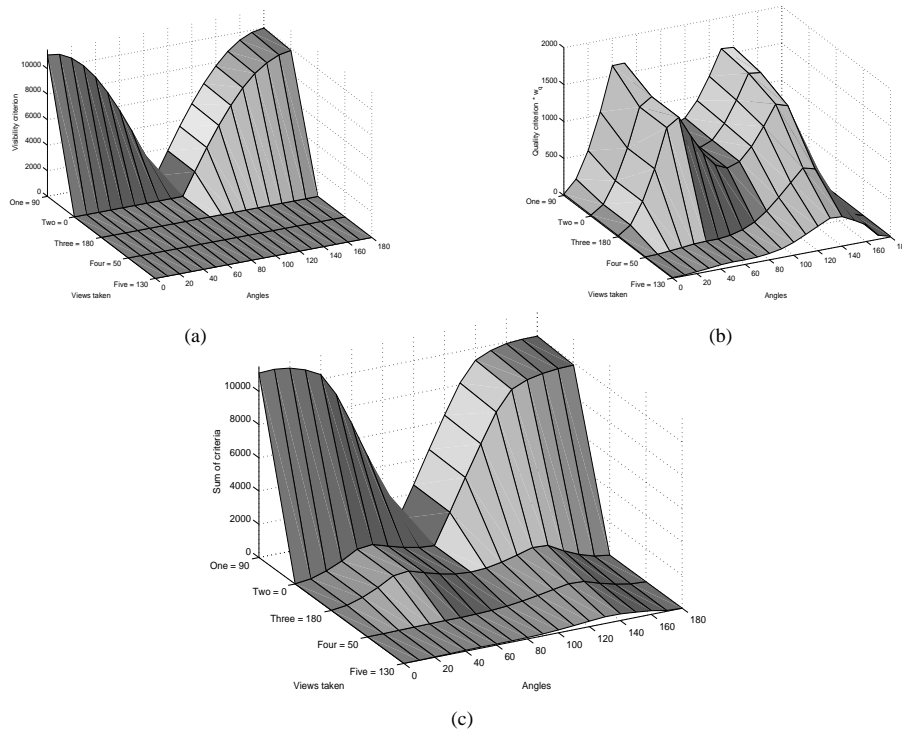 10000
8000
6000
4000
2000
0
Visibility criterion
One = 90
Two = 0
Three = 180
Four = 50
Five = 130
0
20
40
60
80
100
120
140
160
180
Views taken
Angles
(a)
2000
1500
1000
500
0
Quality criterion * w_q
One = 90
Two = 0
Three = 180
Four = 50
Five = 130
0
20
40
60
80
100
120
140
160
Views taken
Angles
(b)
10000
8000
6000
4000
2000
0
Sum of criteria
One = 90
Two = 0
Three = 180
Four = 50
Five = 130
0
20
40
60
80
100
120
140
160
180
Views taken
Angles
(c)